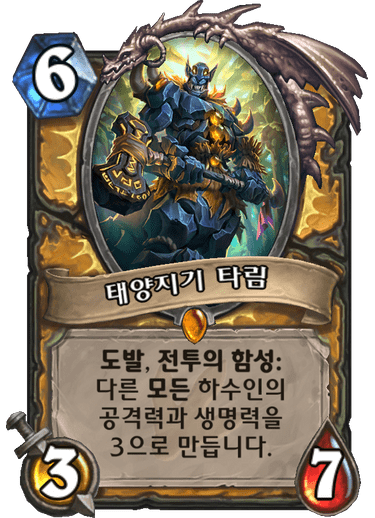 6
태양지기 타림
도발, 전투의 함성:
다른 모든 하수인의
공격력과 생명력을
3으로 만듭니다.
3
7